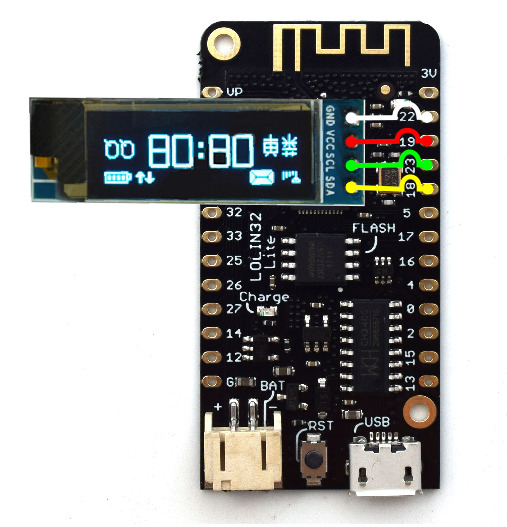 3V
VP
22
GND VCC SCL SDA
19
80:80
23
18
32
5
LOLIN32
Lite
FLASH
33
17
25
16
26
4
Charge
27
0
14
2
12
15
G
BAT
13
+ -
RST
USB